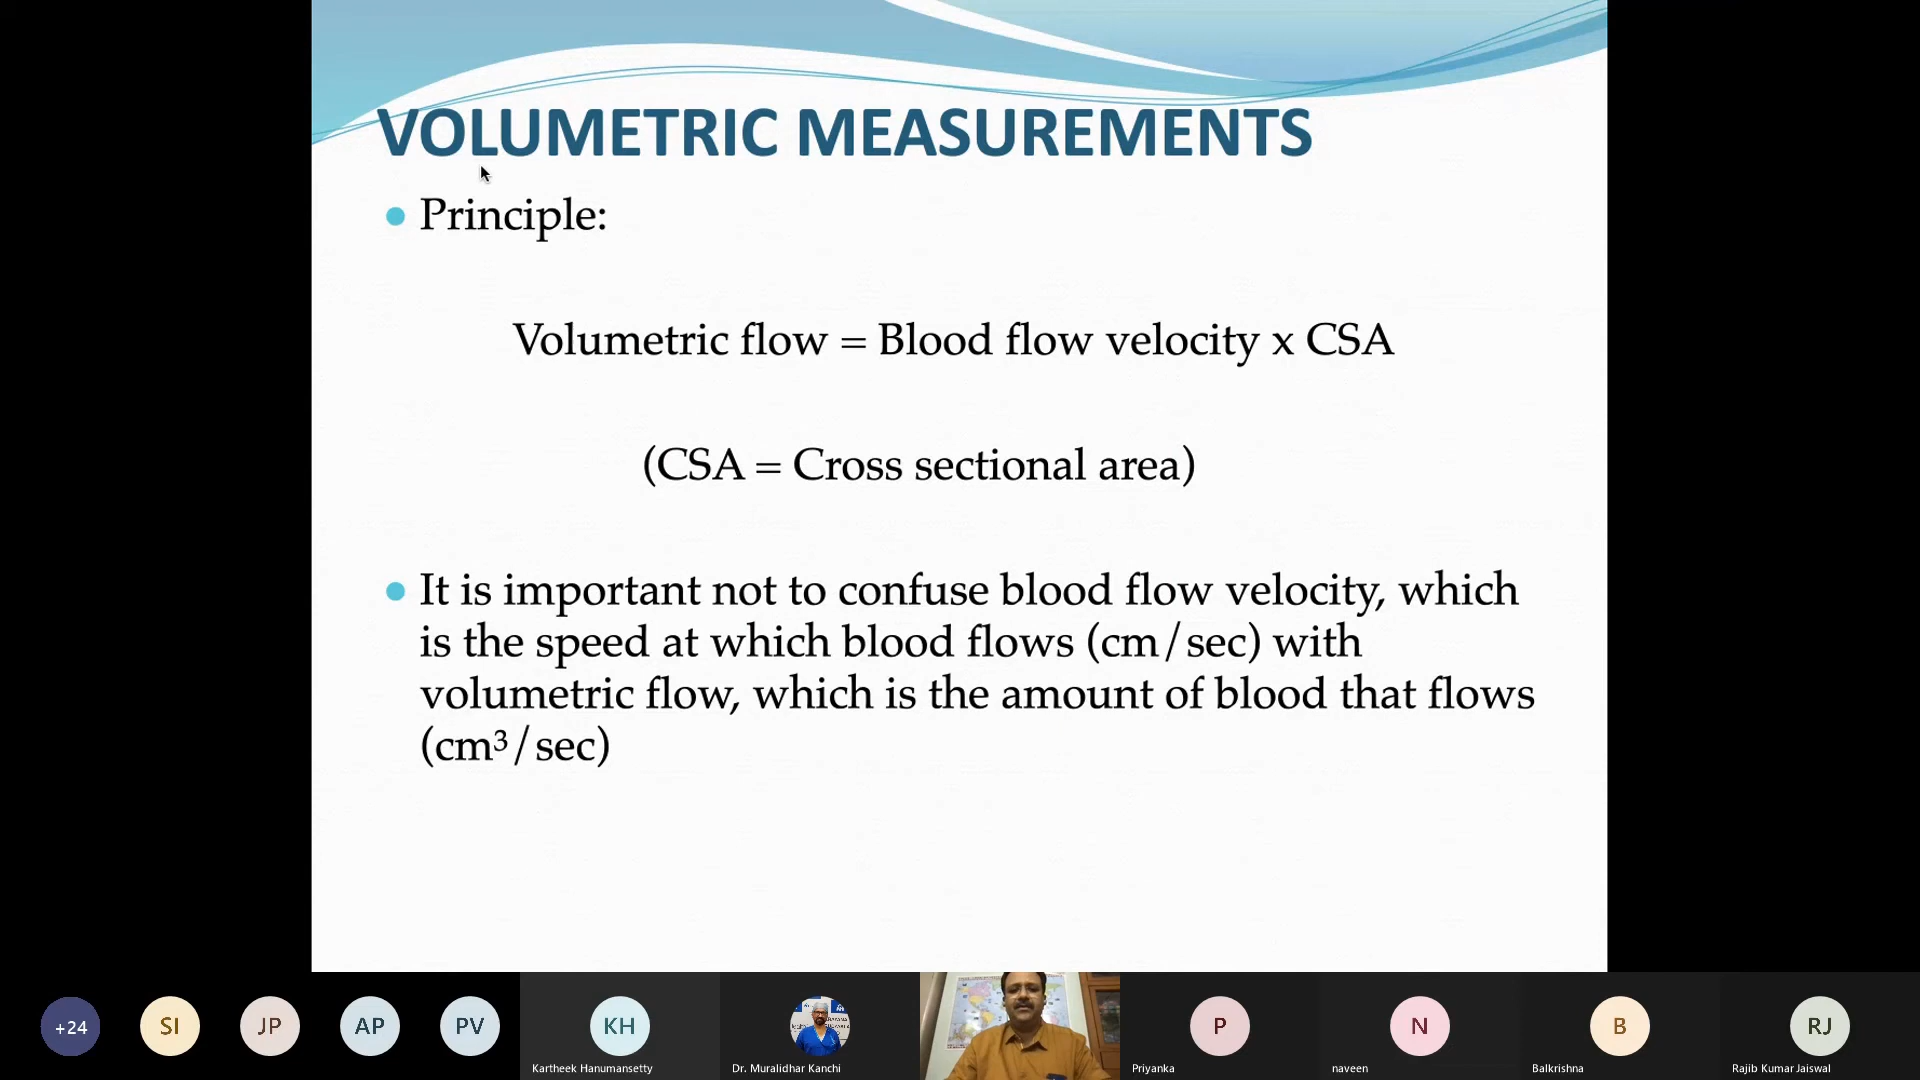 VOLUMETRIC MEASUREMENTS
Principle:
Volumetric flow = Blood flow velocity x CSA
(CSA = Cross sectional area)
It is important not to confuse blood flow velocity, which
is the speed at which blood flows (cm/sec) with
volumetric flow, which is the amount of blood that flows
(cm³/sec)
+24
SI
JP
AP
PV
KH
P
N
B
RJ
Kartheek Hanumansetty
Dr. Muralidhar Kanchi
Priyanka
naveen
Balkrishna
Rajib Kumar Jaiswal